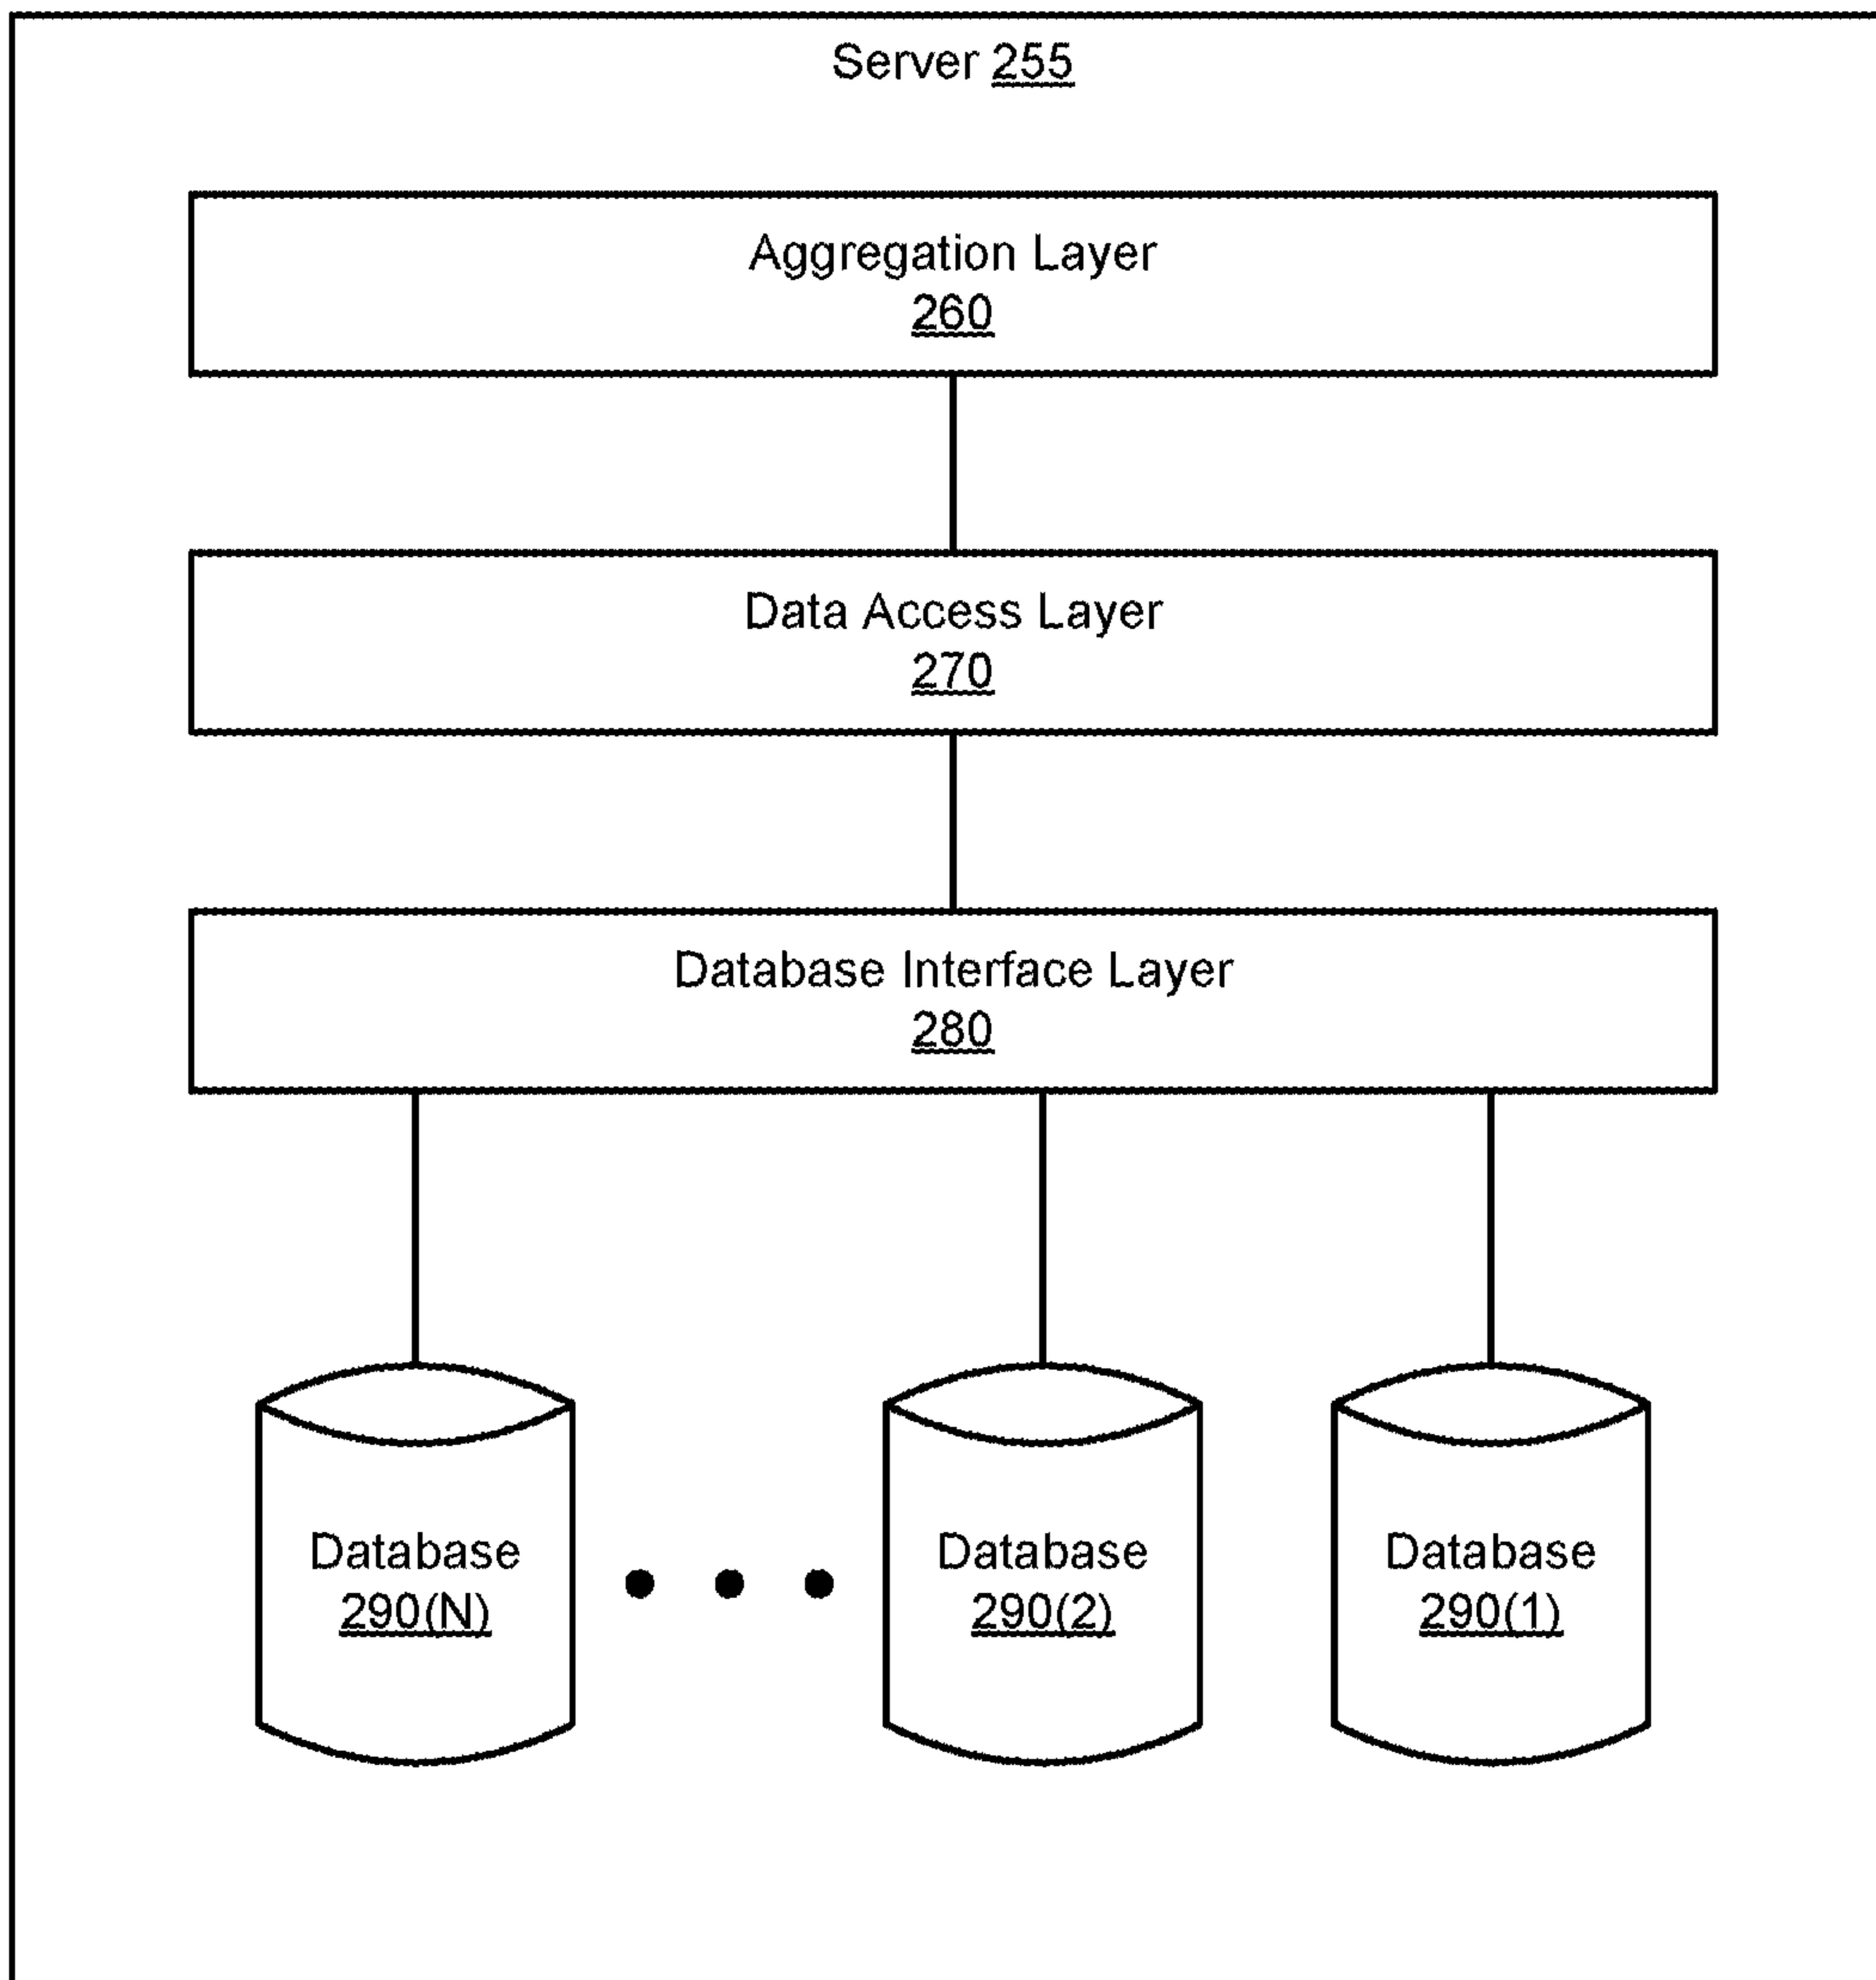 Server 255
Aggregation Layer
260
Data Access Layer
270
Database Interface Layer
280
Database
290(N)
Database
290(2)
Database
290(1)